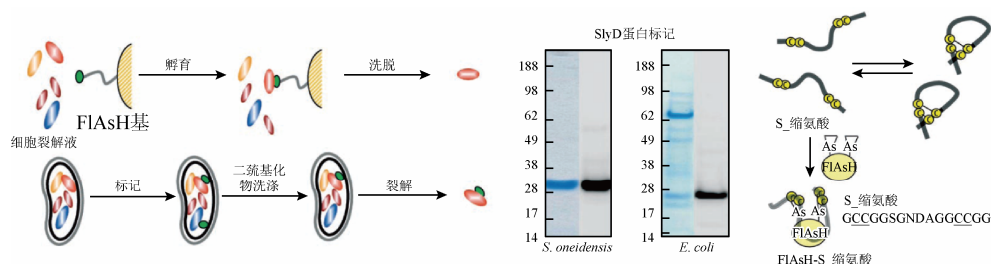 孵育
洗脱
FlAsH基
细胞裂解液
标记
二巯基化
物洗涤
裂解
SlyD蛋白标记
188
98
62
49
38
28
17
14
S. oneidensis
188
98
62
49
38
28
17
14
E. coli
S_缩氨酸
As As
FlAsH
As As
FlAsH
S_缩氨酸
GCCGGSGNDAGGCCGG
FlAsH-S_缩氨酸